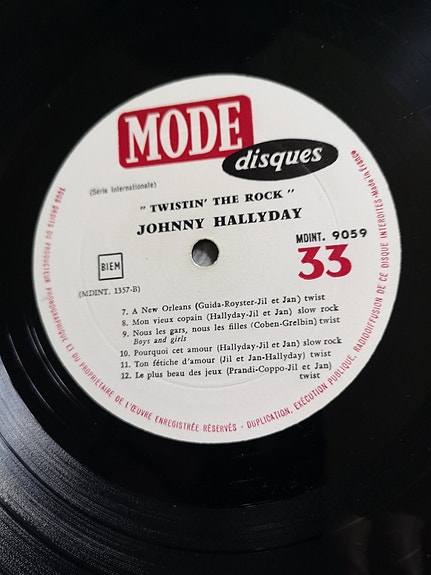 MODE
disques
(Série Internationale)
" TWISTIN' THE ROCK "
JOHNNY HALLYDAY
MDINT. 9059
33
BIEM
(MDINT. 1357-B)
7. A New Orleans (Guida-Royster-Jil et Jan) twist
8. Mon vieux copain (Hallyday-Jil et Jan) slow rock
9. Nous les gars, nous les filles (Coben-Grelbin) twist
Boys and girls
10. Pourquoi cet amour (Hallyday-Jil et Jan) slow rock
11. Ton fétiche d'amour (Jil et Jan-Hallyday) twist
12. Le plus beau des jeux (Prandi-Coppo-Jil et Jan)
twist
TOUS DROITS DU PRODUCTEUR PHONOGRAPHIQUE ET DU PROPRIÉTAIRE DE L'ŒUVRE ENREGISTRÉE RÉSERVÉS - DUPLICATION, EXÉCUTION PUBLIQUE, RADIODIFFUSION DE CE DISQUE INTERDITES - Made in France